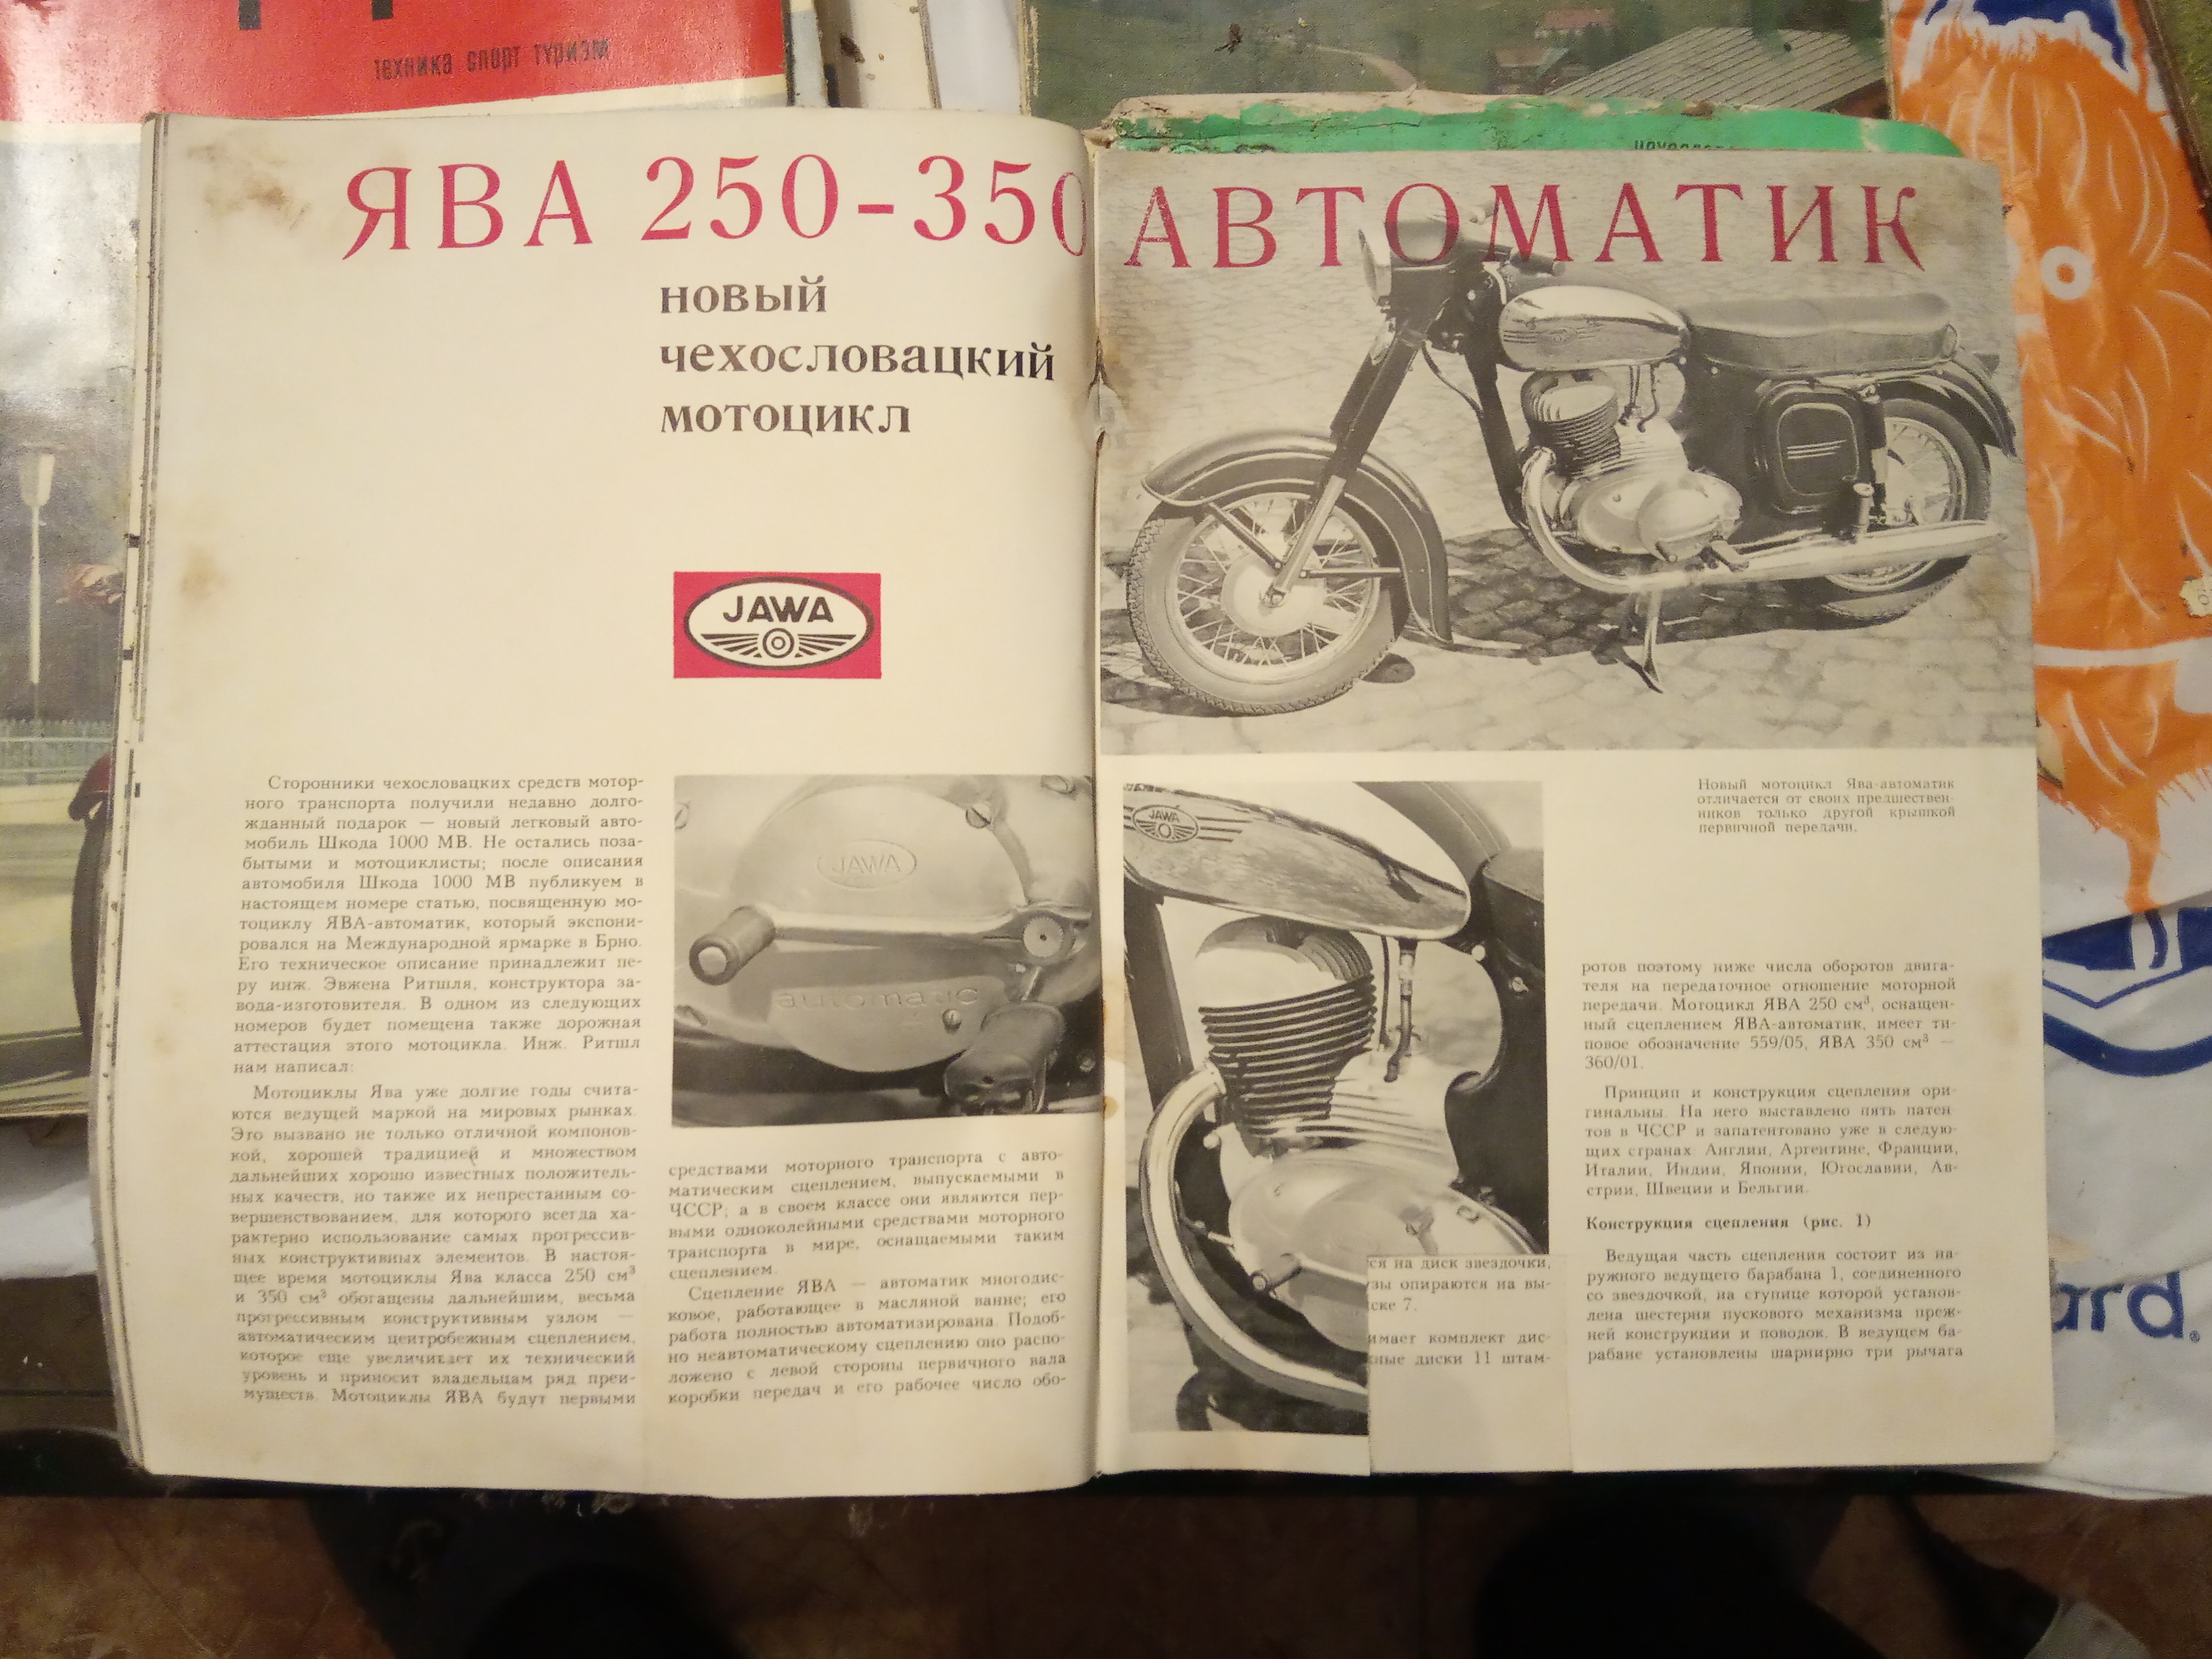 техника спорт туризм
ЯВА 250-350 АВТОМАТИК
новый
чехословацкий
мотоцикл
JAWA
Сторонники чехословацких средств мотор-
ного транспорта получили недавно долго-
жданный подарок — новый легковый авто-
мобиль Шкода 1000 МВ. Не остались поза-
бытыми и мотоциклисты; после описания
автомобиля Шкода 1000 МВ публикуем в
настоящем номере статью, посвященную мо-
тоциклу ЯВА-автоматик, который экспони-
ровался на Международной ярмарке в Брно.
Его техническое описание принадлежит пе-
ру инж. Эвжена Ритшля, конструктора за-
вода-изготовителя. В одном из следующих
номеров будет помещена также дорожная
аттестация этого мотоцикла. Инж. Ритшл
нам написал:
Мотоциклы Ява уже долгие годы счита-
ются ведущей маркой на мировых рынках.
Это вызвано не только отличной компонов-
кой, хорошей традицией и множеством
дальнейших хорошо известных положитель-
ных качеств, но также их непрестанным со-
вершенствованием, для которого всегда ха-
рактерно использование самых прогрессив-
ных конструктивных элементов. В настоя-
щее время мотоциклы Ява класса 250 см³
и 350 см³ обогащены дальнейшим, весьма
прогрессивным конструктивным узлом —
автоматическим центробежным сцеплением,
которое еще увеличивает их технический
уровень и приносит владельцам ряд преи-
муществ. Мотоциклы ЯВА будут первыми
JAWA
automatic
средствами моторного транспорта с авто-
матическим сцеплением, выпускаемыми в
ЧССР; а в своем классе они являются пер-
выми одноколейными средствами моторного
транспорта в мире, оснащаемыми таким
сцеплением.
Сцепление ЯВА — автоматик многодис-
ковое, работающее в масляной ванне; его
работа полностью автоматизирована. Подоб-
но неавтоматическому сцеплению оно распо-
ложено с левой стороны первичного вала
коробки передач и его рабочее число обо-
JAWA
ся на диск звездочки,
зы опираются на вы-
ске 7.
имает комплект дис-
ные диски 11 штам-
Новый мотоцикл Ява-автоматик
отличается от своих предшествен-
ников только другой крышкой
первичной передачи.
ротов поэтому ниже числа оборотов двига-
теля на передаточное отношение моторной
передачи. Мотоцикл ЯВА 250 см³, оснащен-
ный сцеплением ЯВА-автоматик, имеет ти-
повое обозначение 559/05, ЯВА 350 см³ —
360/01.
Принцип и конструкция сцепления ори-
гинальны. На него выставлено пять патен
тов в ЧССР и запатентовано уже в следую-
щих странах: Англии, Аргентине, Франции,
Италии, Индии, Японии, Югославии, Ав-
стрии, Швеции и Бельгии.
Конструкция сцепления (рис. 1)
Ведущая часть сцепления состоит из на-
ружного ведущего барабана 1, соединенного
со звездочкой, на ступице которой установ-
лена шестерня пускового механизма преж-
ней конструкции и поводок. В ведущем ба-
рабане установлены шарнирно три рычага
ard.